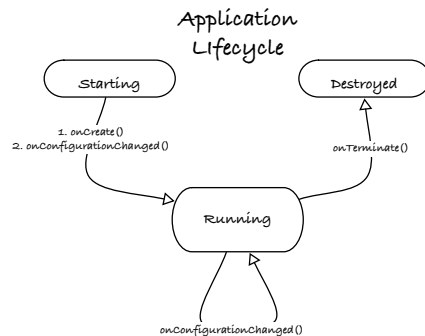 Application
LIfecycle
Starting
Destroyed
1. onCreate()
2. onConfigurationChanged()
onTerminate()
Running
onConfigurationChanged()